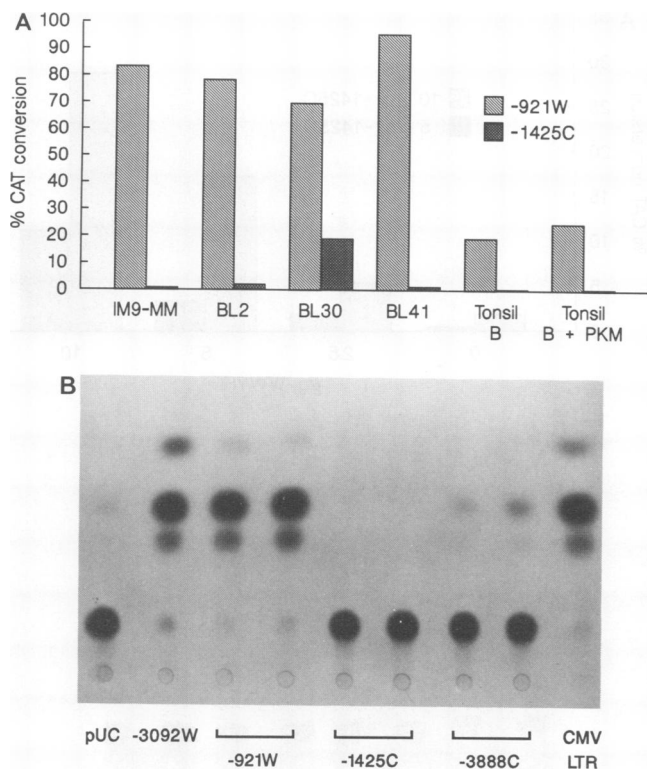 A
% CAT conversion
100
90
80
70
60
50
40
30
20
10
0
-921W
-1425C
IM9-MM BL2 BL30 BL41 Tonsil B Tonsil B + PKM
B
pUC -3092W -921W -1425C -3888C CMV LTR